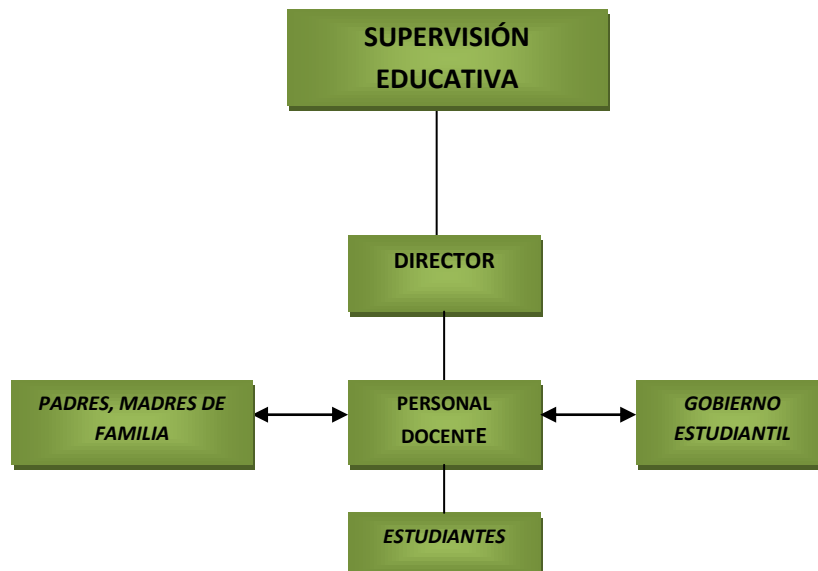 SUPERVISIÓN
EDUCATIVA
DIRECTOR
PADRES, MADRES DE
FAMILIA
PERSONAL
DOCENTE
GOBIERNO
ESTUDIANTIL
ESTUDIANTES